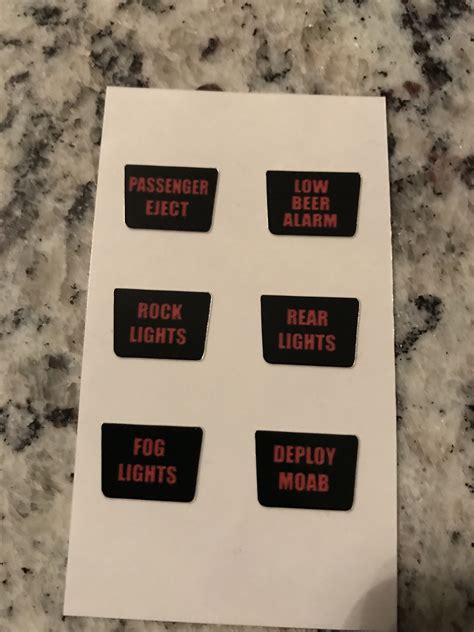 PASSENGER
EJECT
LOW
BEER
ALARM
ROCK
LIGHTS
REAR
LIGHTS
FOG
LIGHTS
DEPLOY
MOAB